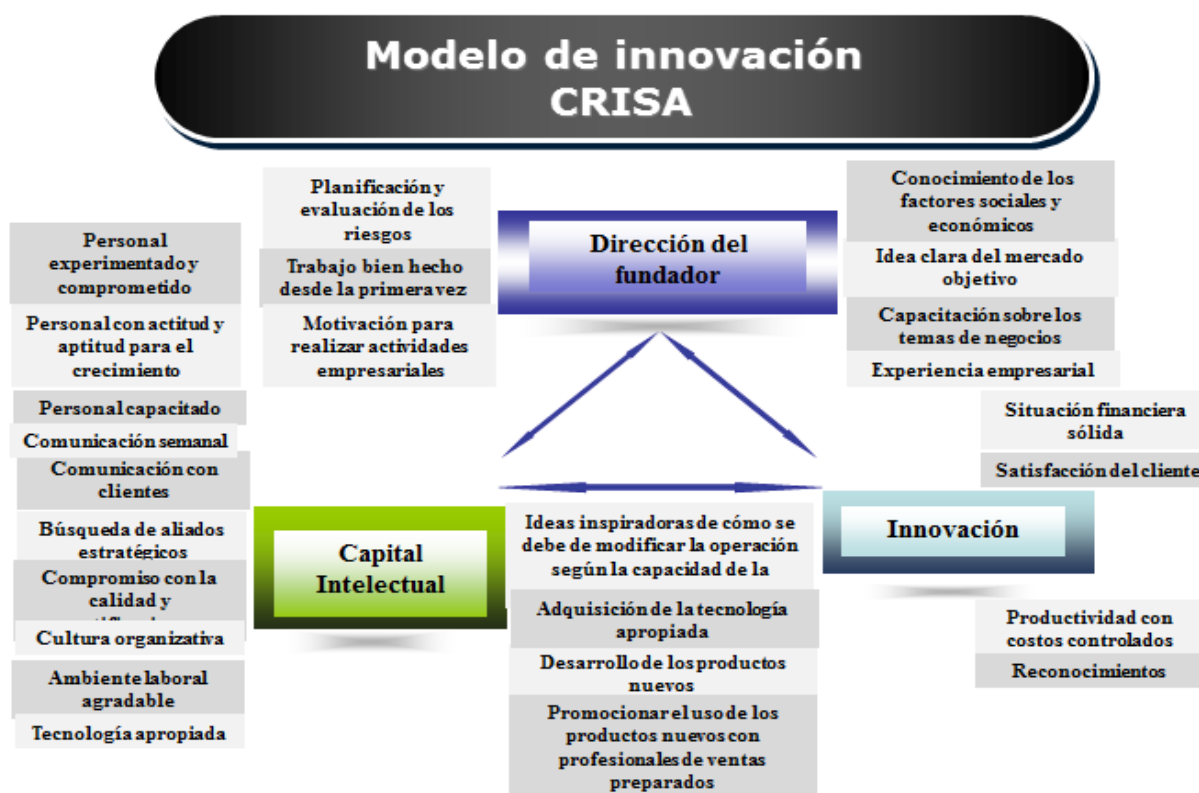 Modelo de innovación
CRISA
Planificación y
evaluación de los
riesgos
Trabajo bien hecho
desde la primera vez
Motivación para
realizar actividades
empresariales
Dirección del
fundador
Conocimiento de los
factores sociales y
económicos
Idea clara del mercado
objetivo
Capacitación sobre los
temas de negocios
Experiencia empresarial
Personal
experimentado y
comprometido
Personal con actitud y
aptitud para el
crecimiento
Personal capacitado
Comunicación semanal
Comunicación con
clientes
Búsqueda de aliados
estratégicos
Compromiso con la
calidad y
Cultura organizativa
Ambiente laboral
agradable
Tecnología apropiada
Capital
Intelectual
Ideas inspiradoras de cómo se
debe de modificar la operación
según la capacidad de la
Adquisición de la tecnología
apropiada
Desarrollo de los productos
nuevos
Promocionar el uso de los
productos nuevos con
profesionales de ventas
preparados
Situación financiera
sólida
Satisfacción del cliente
Innovación
Productividad con
costos controlados
Reconocimientos